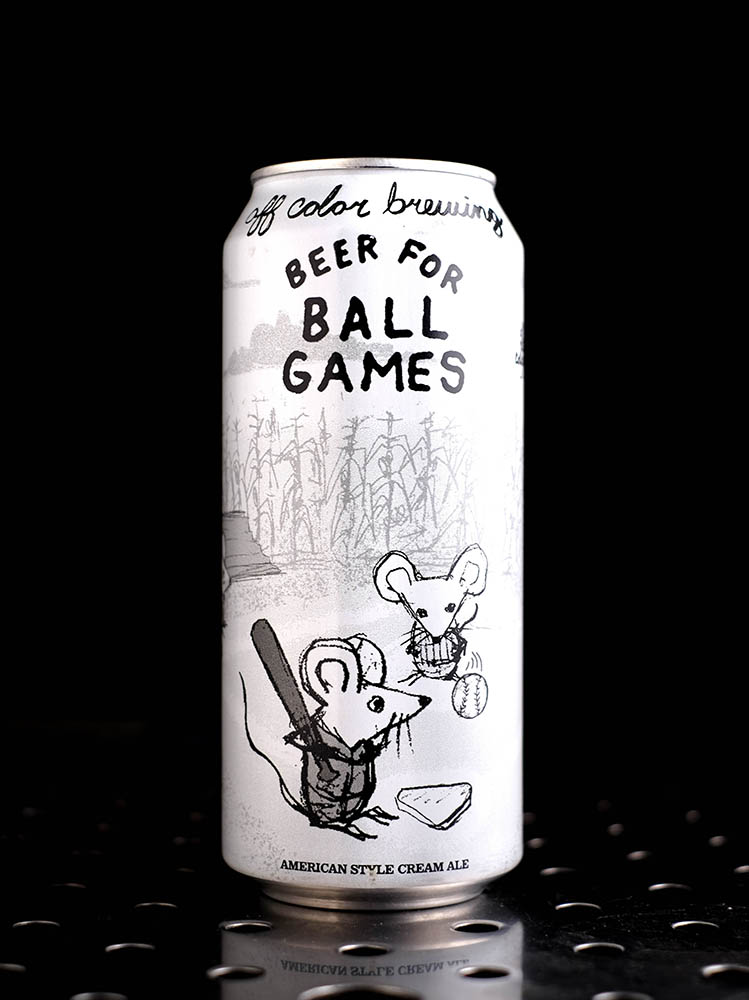 off color brewing
BEER FOR
BALL
GAMES
AMERICAN STYLE CREAM ALE